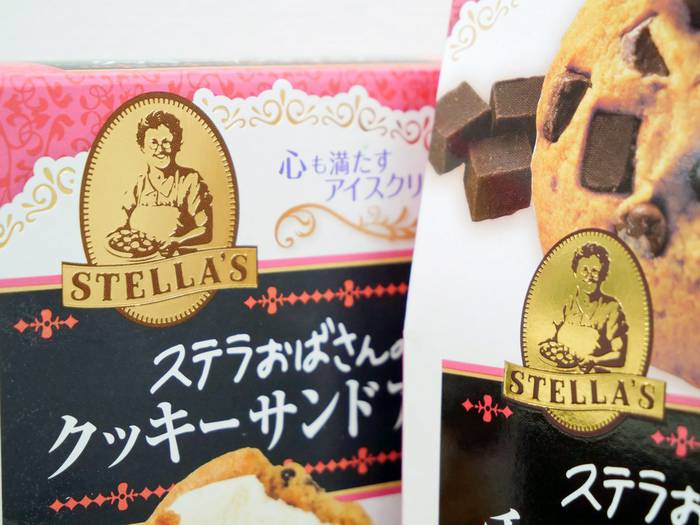 心も満たす
アイスクリ
STELLA'S
ステラおばさんの
クッキーサンド
STELLA'S
ステラお